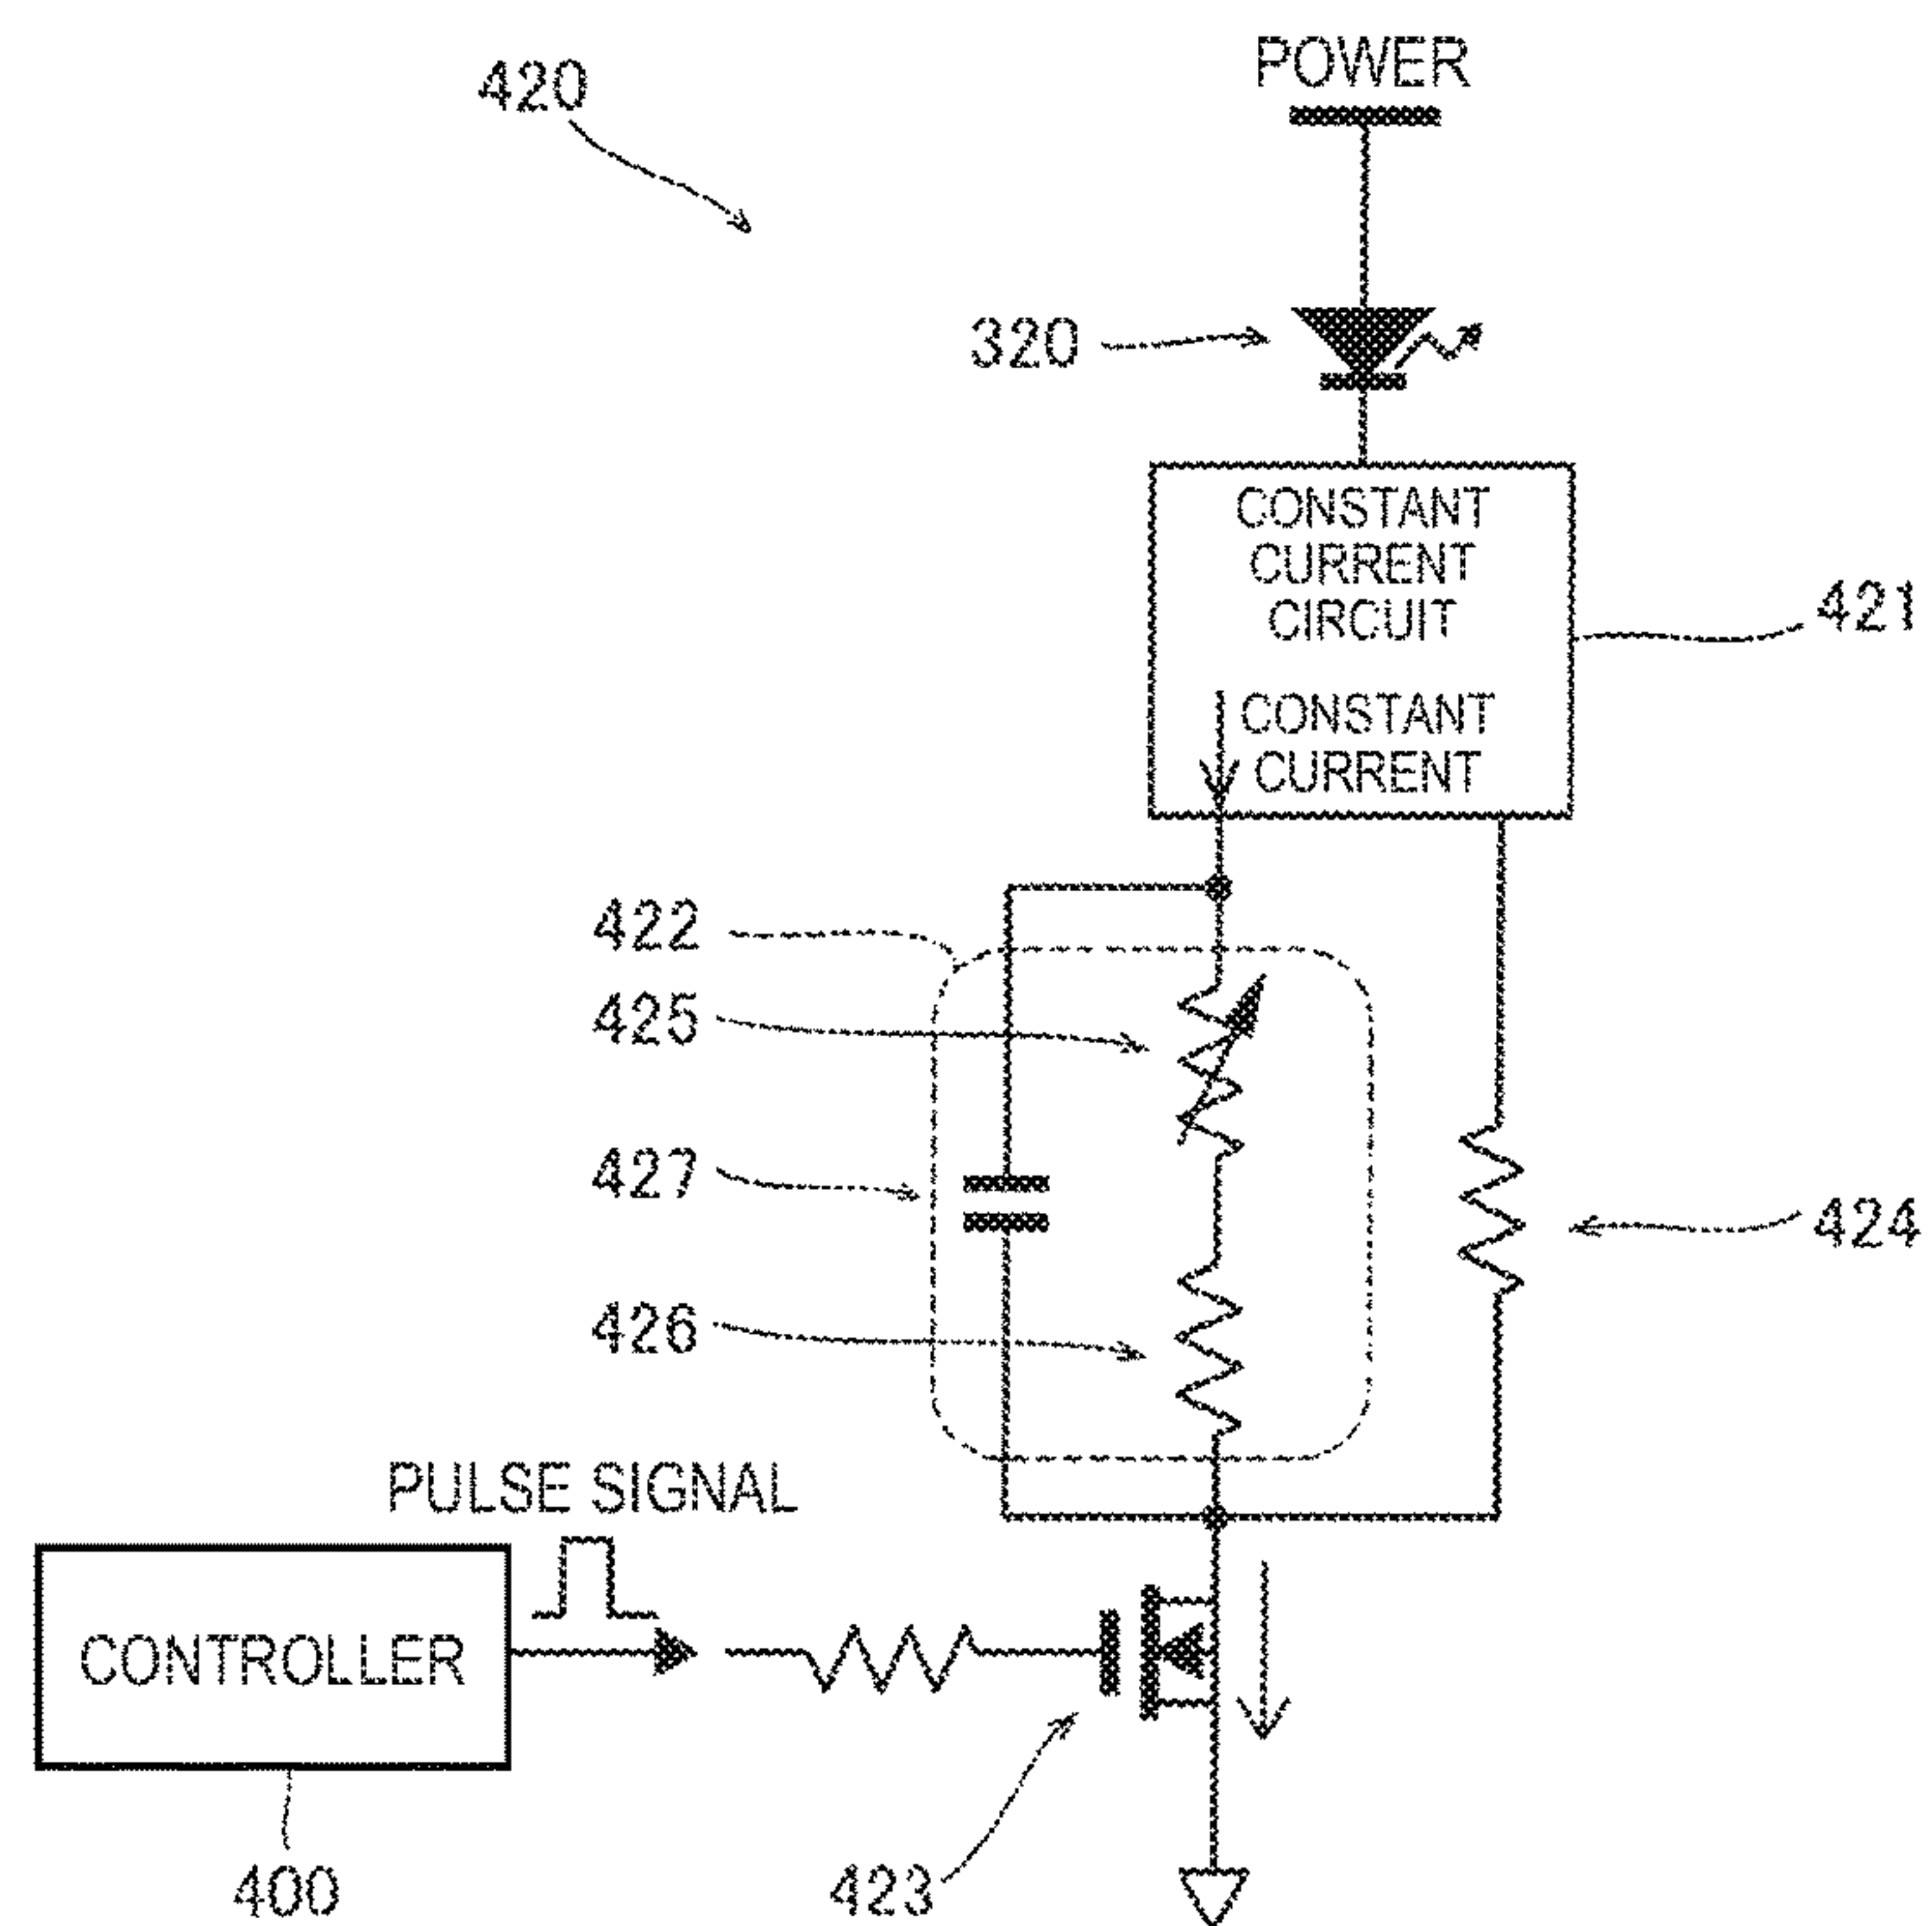 420
POWER
320
CONSTANT
CURRENT
CIRCUIT
421
CONSTANT
CURRENT
422
425
427
424
426
PULSE SIGNAL
CONTROLLER
400
423